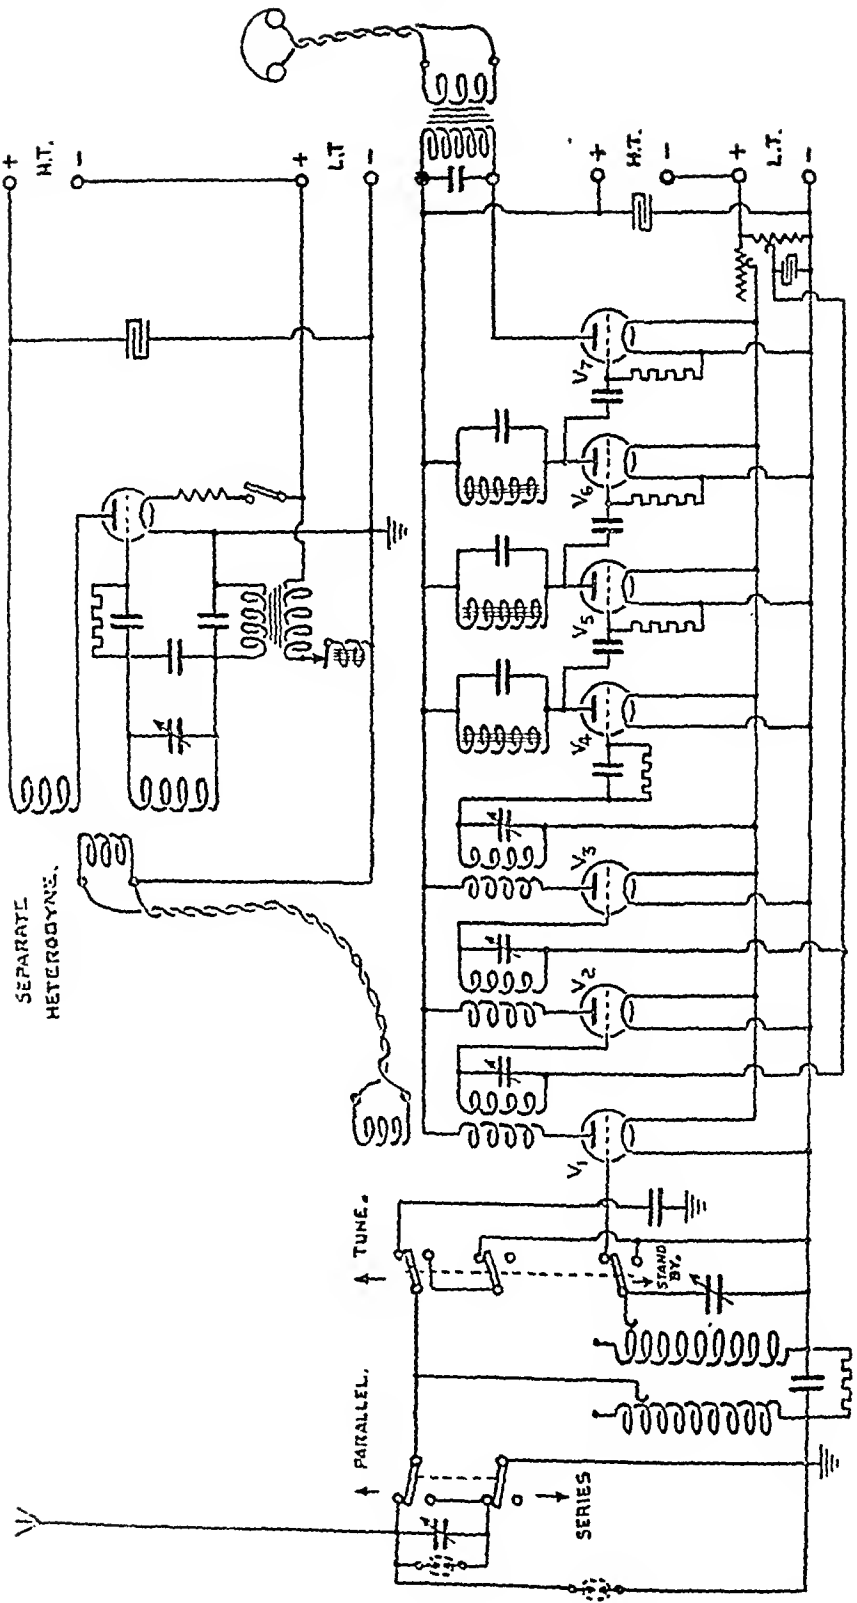 + H.T. -
+ L.T -
+ H.T. -
+ L.T. -
SEPARATE
HETERODYNE.
V7
V6
V5
V4
V3
V2
V1
TUNE.
STAND
BY.
PARALLEL.
SERIES